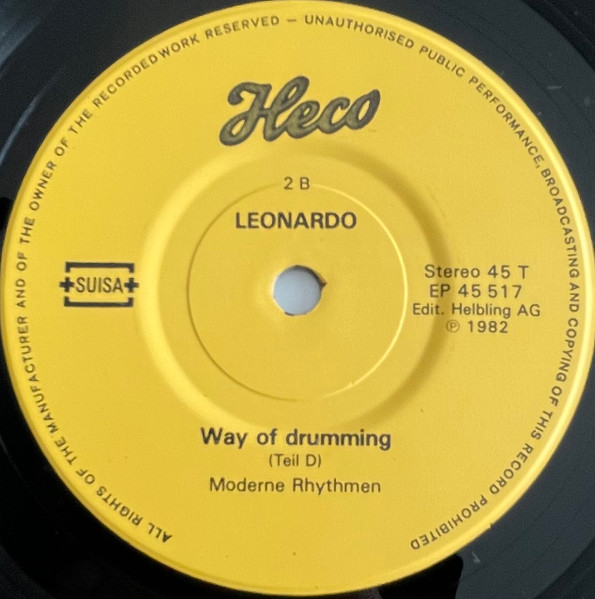 ALL RIGHTS OF THE MANUFACTURER AND OF THE OWNER OF THE RECORDED WORK RESERVED – UNAUTHORISED PUBLIC PERFORMANCE, BROADCASTING AND COPYING OF THIS RECORD PROHIBITED
Heco
2 B
LEONARDO
SUISA
Stereo 45 T
EP 45 517
Edit. Helbling AG
℗ 1982
Way of drumming
(Teil D)
Moderne Rhythmen